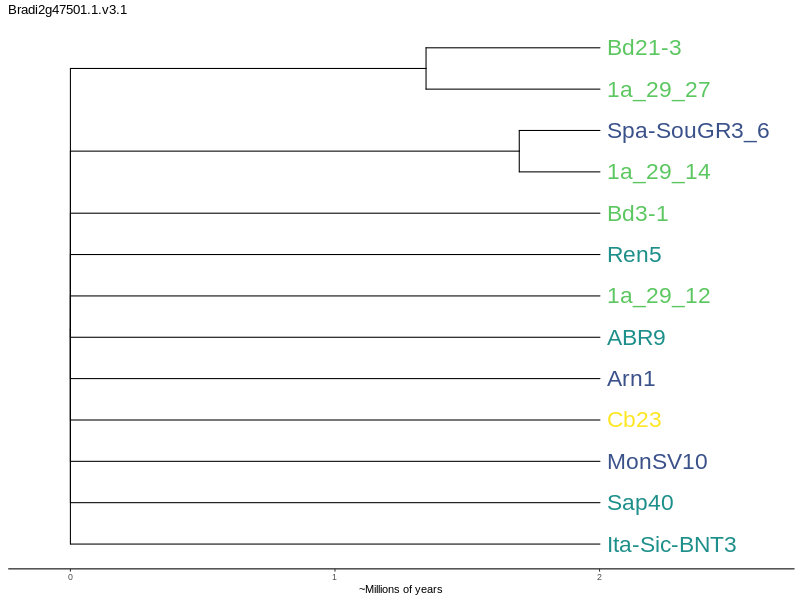 Bradi2g47501.1.v3.1
Bd21-3
1a_29_27
Spa-SouGR3_6
1a_29_14
Bd3-1
Ren5
1a_29_12
ABR9
Arn1
Cb23
MonSV10
Sap40
Ita-Sic-BNT3
0 1 2
~Millions of years